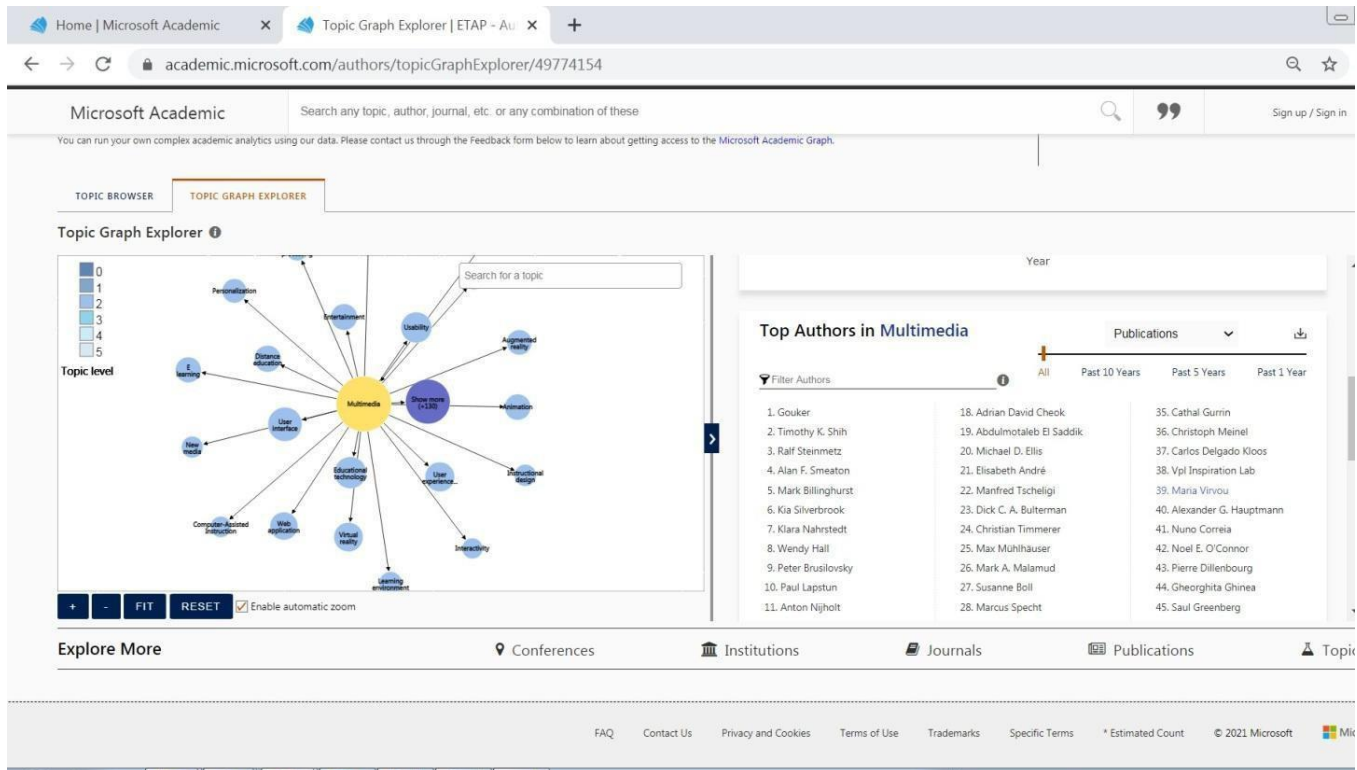 Home | Microsoft Academic
Topic Graph Explorer | ETAP - Au
academic.microsoft.com/authors/topicGraphExplorer/49774154
Microsoft Academic
Search any topic, author, journal, etc. or any combination of these
Sign up / Sign in
You can run your own complex academic analytics using our data. Please contact us through the Feedback form below to learn about getting access to the Microsoft Academic Graph.
TOPIC BROWSER
TOPIC GRAPH EXPLORER
Topic Graph Explorer
0
1
2
3
4
5
Topic level
Search for a topic
Personalization
Entertainment
Usability
Augmented
reality
Distance
education
E
learning
Multimedia
Show more
(+130)
Animation
User
Interface
New
media
Educational
technology
User
experience...
Instructional
design
Computer-Assisted
Instruction
Web
application
Virtual
reality
Interactivity
Learning
environment
+ - FIT RESET Enable automatic zoom
Year
Top Authors in Multimedia
Publications
All Past 10 Years Past 5 Years Past 1 Year
Filter Authors
1. Gouker
2. Timothy K. Shih
3. Ralf Steinmetz
4. Alan F. Smeaton
5. Mark Billinghurst
6. Kia Silverbrook
7. Klara Nahrstedt
8. Wendy Hall
9. Peter Brusilovsky
10. Paul Lapstun
11. Anton Nijholt
18. Adrian David Cheok
19. Abdulmotaleb El Saddik
20. Michael D. Ellis
21. Elisabeth André
22. Manfred Tscheligi
23. Dick C. A. Bulterman
24. Christian Timmerer
25. Max Mühlhäuser
26. Mark A. Malamud
27. Susanne Boll
28. Marcus Specht
35. Cathal Gurrin
36. Christoph Meinel
37. Carlos Delgado Kloos
38. Vpl Inspiration Lab
39. Maria Virvou
40. Alexander G. Hauptmann
41. Nuno Correia
42. Noel E. O'Connor
43. Pierre Dillenbourg
44. Gheorghita Ghinea
45. Saul Greenberg
Explore More
Conferences
Institutions
Journals
Publications
Topic
FAQ Contact Us Privacy and Cookies Terms of Use Trademarks Specific Terms * Estimated Count © 2021 Microsoft Mic